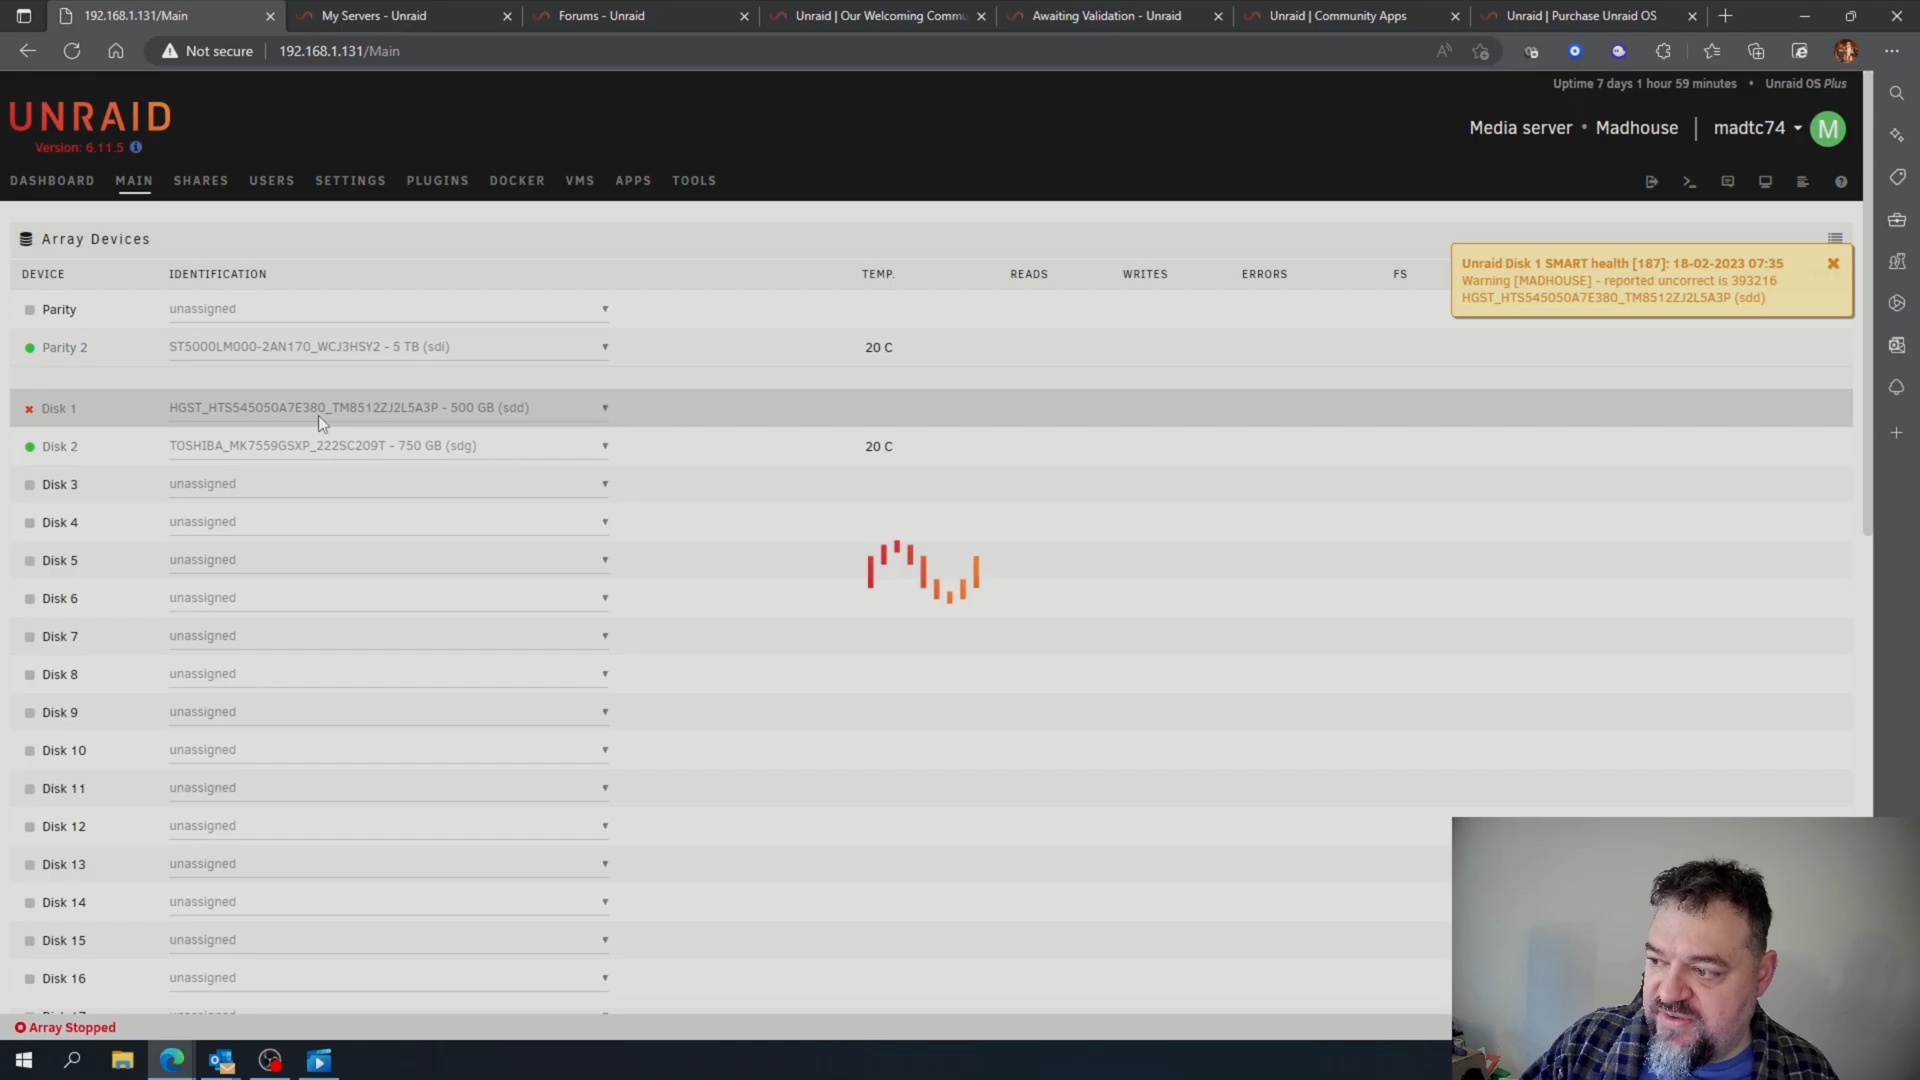 192.168.1.131/Main
My Servers - Unraid
Forums - Unraid
Unraid | Our Welcoming Commu
Awaiting Validation - Unraid
Unraid | Community Apps
Unraid | Purchase Unraid OS
Not secure
192.168.1.131/Main
Uptime 7 days 1 hour 59 minutes • Unraid OS Plus
UNRAID
Version: 6.11.5
Media server • Madhouse | madtc74
M
DASHBOARD MAIN SHARES USERS SETTINGS PLUGINS DOCKER VMS APPS TOOLS
Array Devices
DEVICE IDENTIFICATION TEMP. READS WRITES ERRORS FS
Unraid Disk 1 SMART health [187]: 18-02-2023 07:35
Warning [MADHOUSE] - reported uncorrect is 393216
HGST_HTS545050A7E380_TM8512ZJ2L5A3P (sdd)
Parity unassigned
Parity 2 ST5000LM000-2AN170_WCJ3HSY2 - 5 TB (sdi) 20 C
Disk 1 HGST_HTS545050A7E380_TM8512ZJ2L5A3P - 500 GB (sdd)
Disk 2 TOSHIBA_MK7559GSXP_222SC209T - 750 GB (sdg) 20 C
Disk 3 unassigned
Disk 4 unassigned
Disk 5 unassigned
Disk 6 unassigned
Disk 7 unassigned
Disk 8 unassigned
Disk 9 unassigned
Disk 10 unassigned
Disk 11 unassigned
Disk 12 unassigned
Disk 13 unassigned
Disk 14 unassigned
Disk 15 unassigned
Disk 16 unassigned
Array Stopped